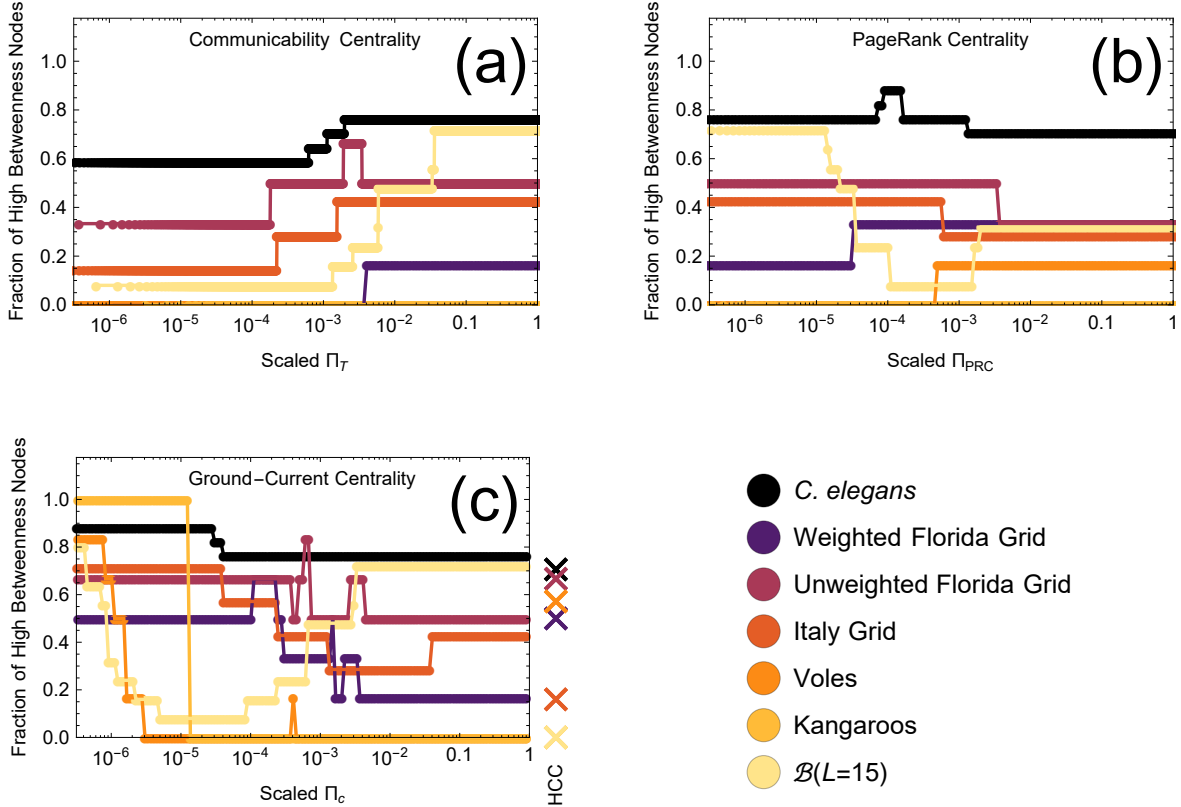 Communicability Centrality
(a)
Fraction of High Betweenness Nodes
1.0
0.8
0.6
0.4
0.2
0.0
10⁻⁶ 10⁻⁵ 10⁻⁴ 10⁻³ 10⁻² 0.1 1
Scaled Π_T
PageRank Centrality
(b)
Fraction of High Betweenness Nodes
1.0
0.8
0.6
0.4
0.2
0.0
10⁻⁶ 10⁻⁵ 10⁻⁴ 10⁻³ 10⁻² 0.1 1
Scaled Π_PRC
Ground−Current Centrality
(c)
Fraction of High Betweenness Nodes
1.0
0.8
0.6
0.4
0.2
0.0
10⁻⁶ 10⁻⁵ 10⁻⁴ 10⁻³ 10⁻² 0.1 1
HCC
Scaled Π_c
C. elegans
Weighted Florida Grid
Unweighted Florida Grid
Italy Grid
Voles
Kangaroos
ℬ(L=15)